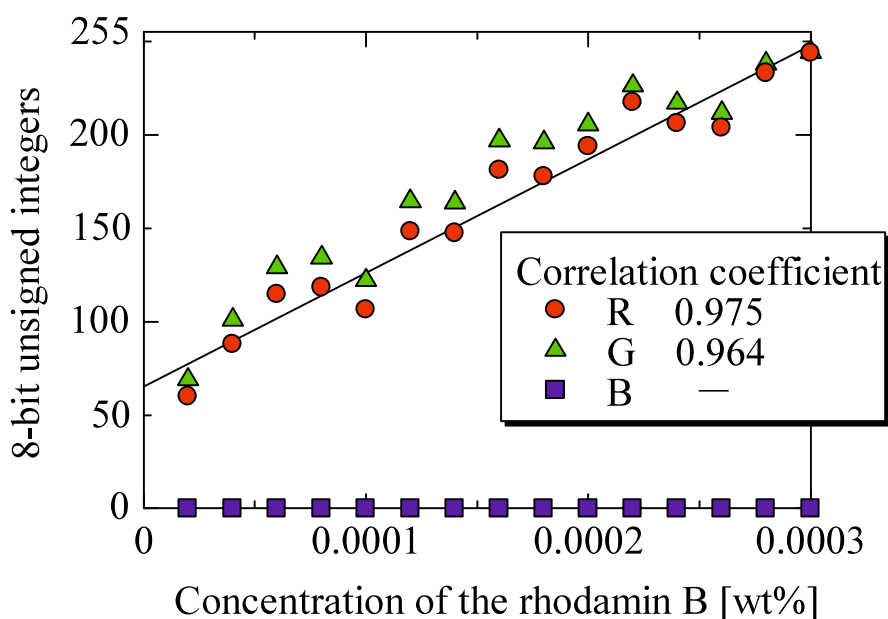 255
200
150
100
50
0
8-bit unsigned integers
Correlation coefficient
R 0.975
G 0.964
B —
0 0.0001 0.0002 0.0003
Concentration of the rhodamin B [wt%]